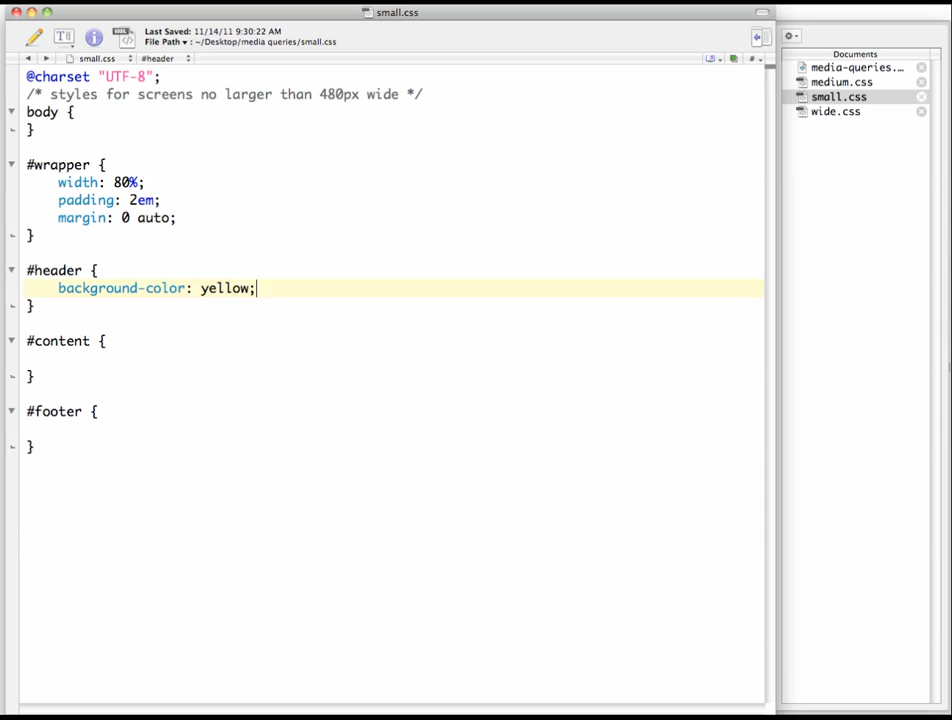 small.css
Last Saved: 11/14/11 9:30:22 AM
File Path ▾ : ~/Desktop/media queries/small.css
small.css
#header
Documents
media-queries....
medium.css
small.css
wide.css
@charset "UTF-8";
/* styles for screens no larger than 480px wide */
body {
}
#wrapper {
width: 80%;
padding: 2em;
margin: 0 auto;
}
#header {
background-color: yellow;
}
#content {
}
#footer {
}